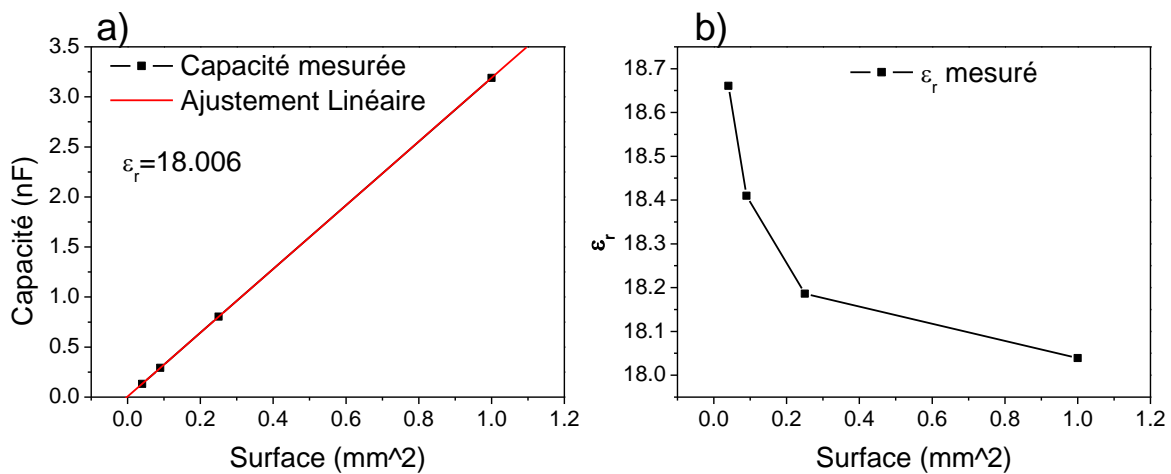 a)
Capacité mesurée
Ajustement Linéaire
εr=18.006
Capacité (nF)
3.5
3.0
2.5
2.0
1.5
1.0
0.5
0.0
0.0 0.2 0.4 0.6 0.8 1.0 1.2
Surface (mm^2)
b)
εr mesuré
εr
18.7
18.6
18.5
18.4
18.3
18.2
18.1
18.0
0.0 0.2 0.4 0.6 0.8 1.0 1.2
Surface (mm^2)